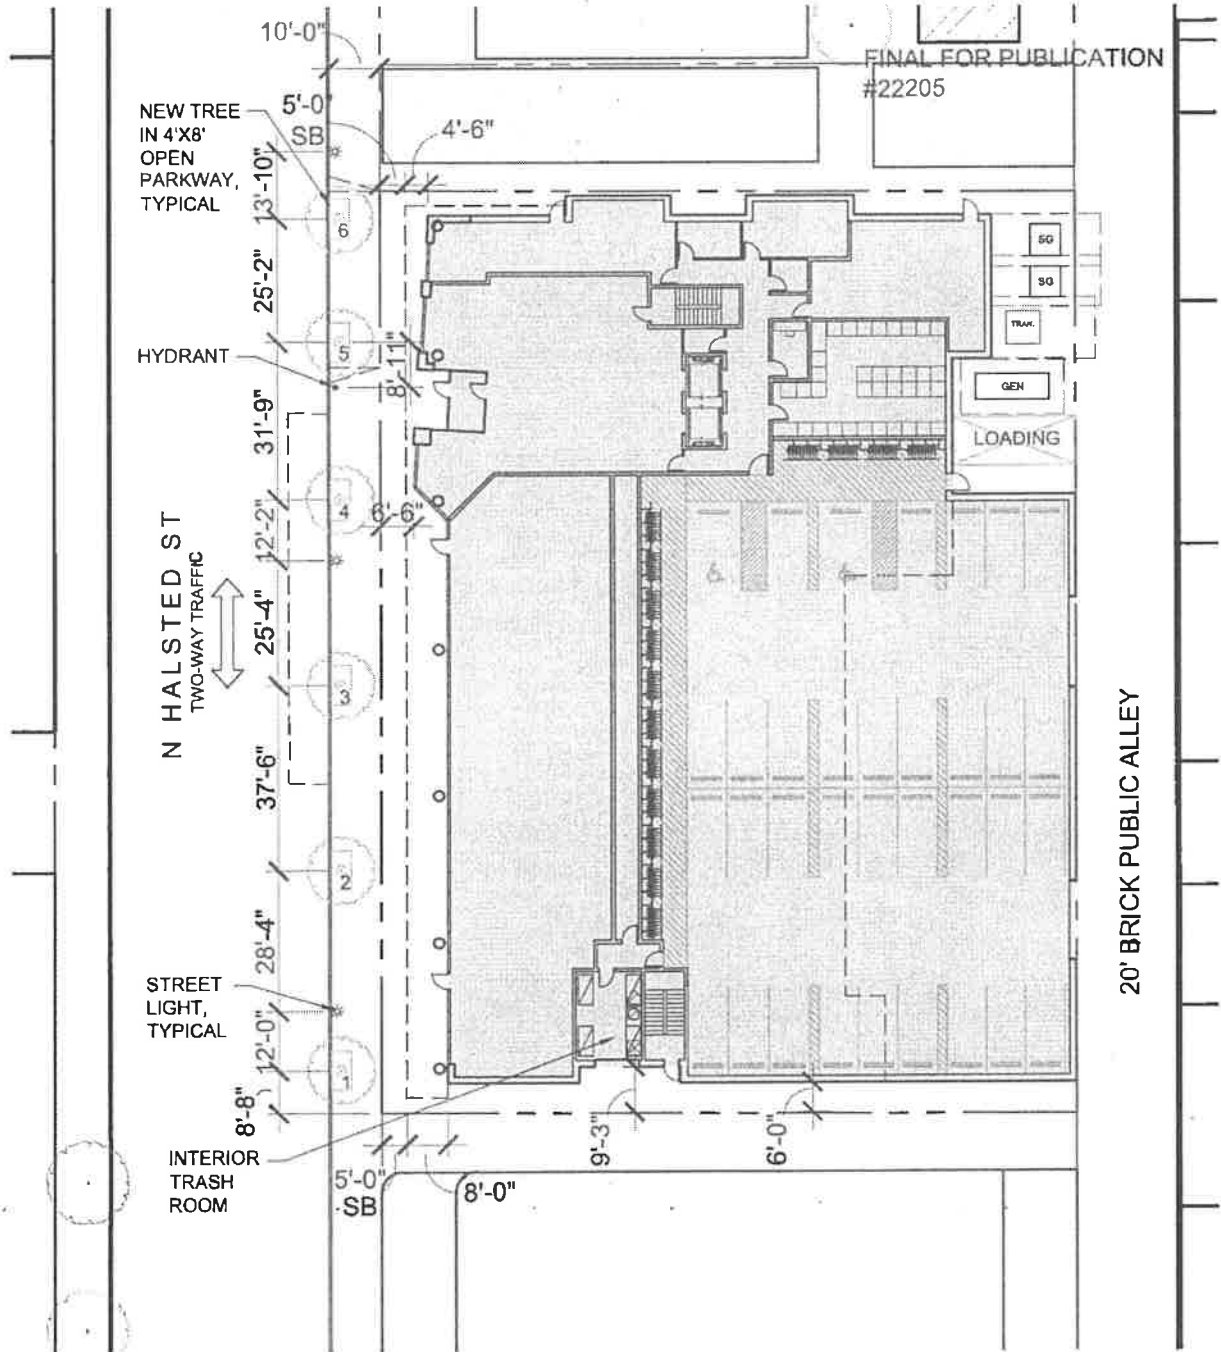 10'-0"
FINAL FOR PUBLICATION
#22205
NEW TREE
IN 4'X8'
OPEN
PARKWAY,
TYPICAL
5'-0"
SB
4'-6"
13'-10"
6
SG
SG
25'-2"
TRAN.
5
HYDRANT
8'-11"
GEN
31'-9"
LOADING
4
6'-6"
12'-2"
N HALSTED ST
TWO-WAY TRAFFIC
25'-4"
3
37'-6"
20' BRICK PUBLIC ALLEY
2
28'-4"
STREET
LIGHT,
TYPICAL
12'-0"
1
8'-8"
9'-3"
6'-0"
INTERIOR
TRASH
ROOM
5'-0"
SB
8'-0"